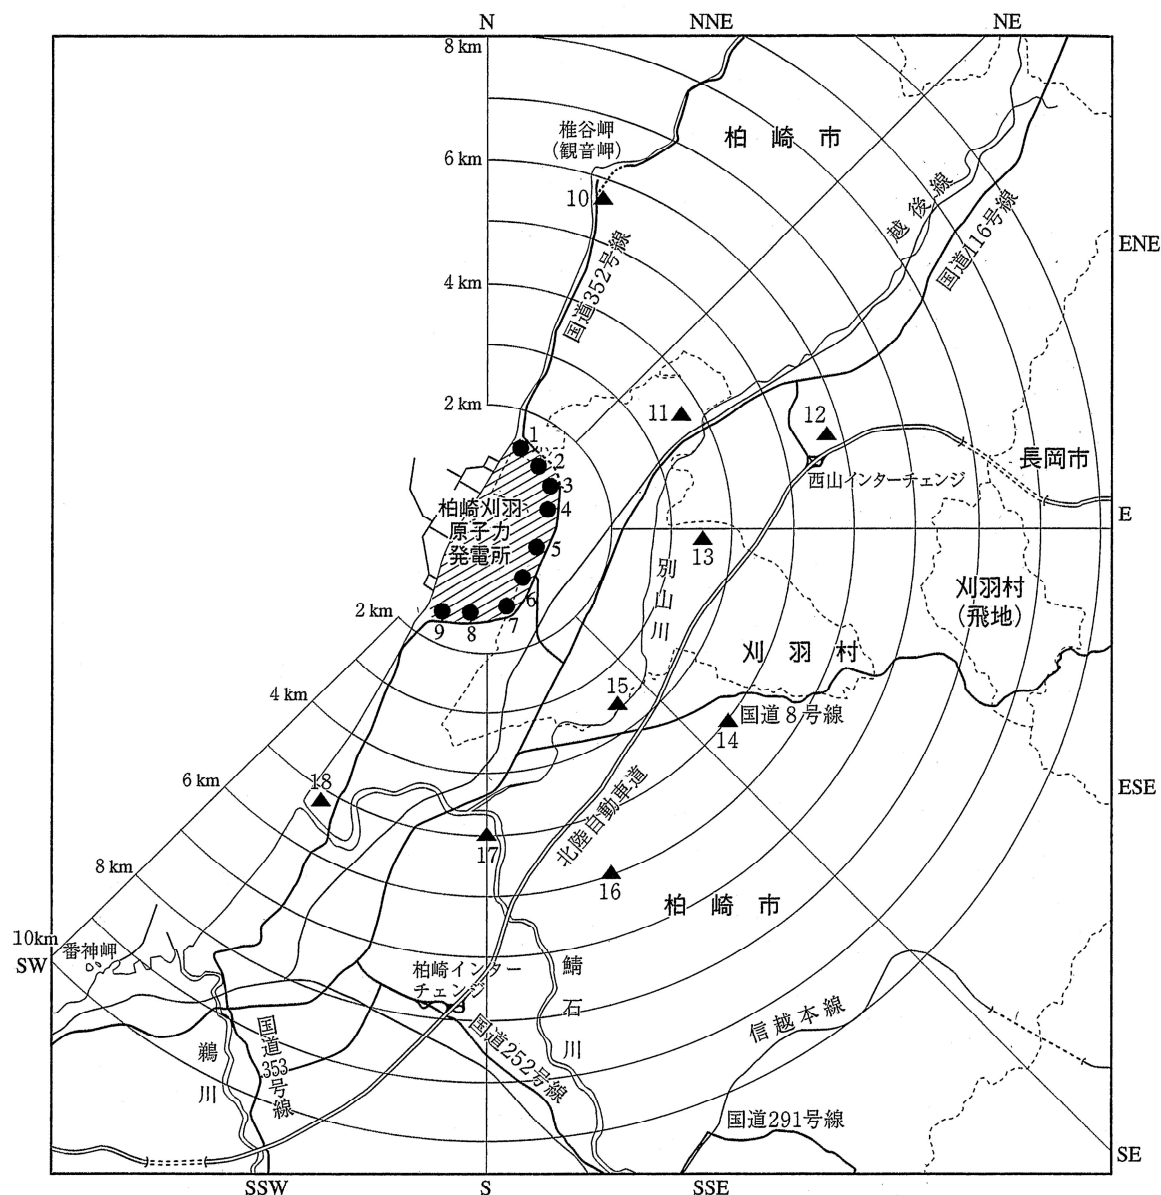 N
NNE
NE
8 km
椎谷岬
(観音岬)
柏崎市
6 km
10
越後線
国道116号線
ENE
国道352号線
4 km
2 km
11
12
1
2
3
4
5
6
7
8
9
西山インターチェンジ
長岡市
柏崎刈羽
原子力
発電所
E
13
別山川
刈羽村
(飛地)
2 km
刈羽村
15
国道8号線
14
4 km
18
6 km
ESE
北陸自動車道
17
16
8 km
柏崎市
10km
番神岬
SW
柏崎インター
チェンジ
鯖石川
信越本線
国道252号線
国道353号線
鵜川
国道291号線
SE
SSW
S
SSE